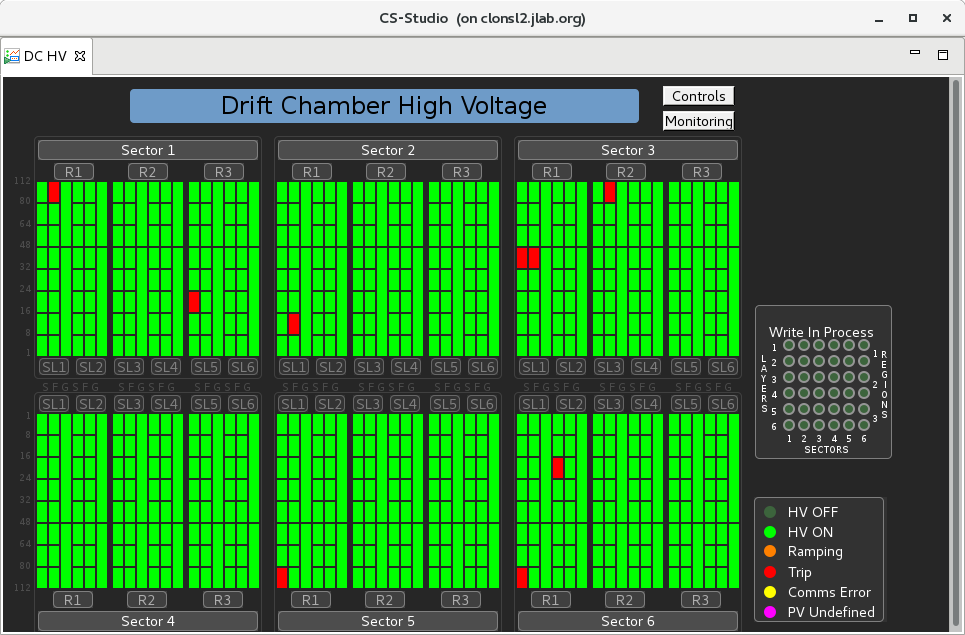 CS-Studio (on clonsl2.jlab.org)
DC HV
Drift Chamber High Voltage
Controls
Monitoring
Sector 1 Sector 2 Sector 3
R1 R2 R3 R1 R2 R3 R1 R2 R3
112
80
64
48
32
24
16
8
1
SL1 SL2 SL3 SL4 SL5 SL6 SL1 SL2 SL3 SL4 SL5 SL6 SL1 SL2 SL3 SL4 SL5 SL6
S F G S F G S F G S F G S F G S F G S F G S F G S F G S F G S F G S F G S F G S F G S F G S F G S F G S F G
SL1 SL2 SL3 SL4 SL5 SL6 SL1 SL2 SL3 SL4 SL5 SL6 SL1 SL2 SL3 SL4 SL5 SL6
1
8
16
24
32
48
64
80
112
R1 R2 R3 R1 R2 R3 R1 R2 R3
Sector 4 Sector 5 Sector 6
Write In Process
LAYERS
1
2
3
4
5
6
1
2
3
REGIONS
1 2 3 4 5 6
SECTORS
HV OFF
HV ON
Ramping
Trip
Comms Error
PV Undefined